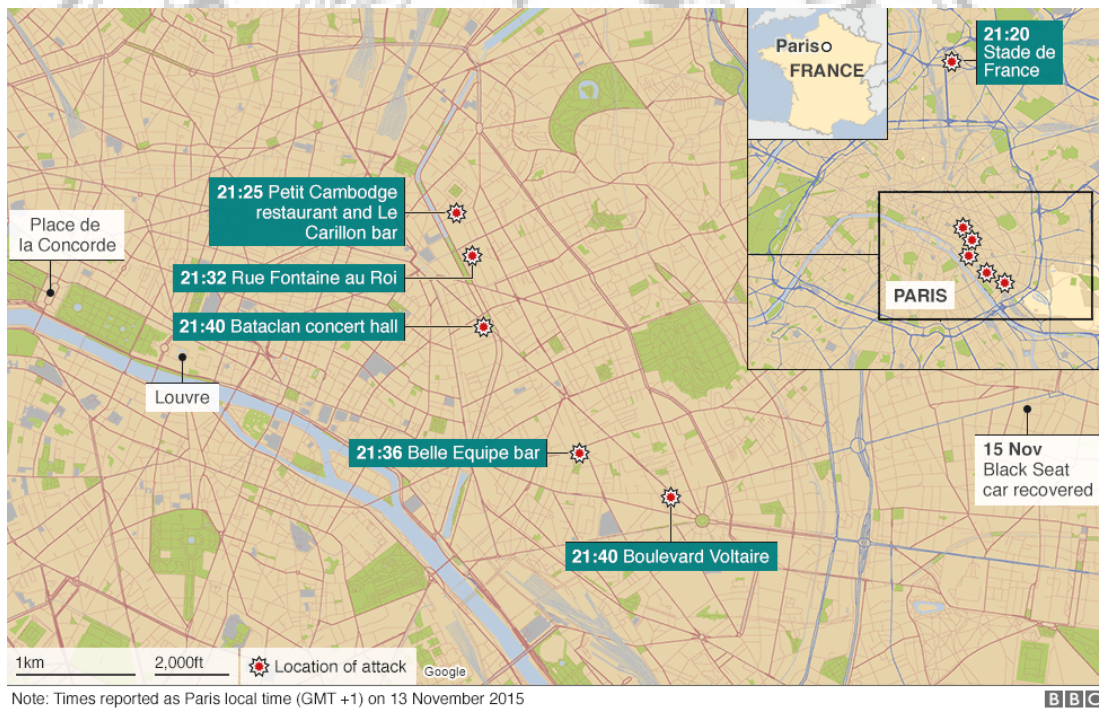 Paris
FRANCE
21:20
Stade de
France
21:25 Petit Cambodge
restaurant and Le
Carillon bar
Place de
la Concorde
21:32 Rue Fontaine au Roi
PARIS
21:40 Bataclan concert hall
Louvre
21:36 Belle Equipe bar
15 Nov
Black Seat
car recovered
21:40 Boulevard Voltaire
1km
2,000ft
Location of attack
Google
Note: Times reported as Paris local time (GMT +1) on 13 November 2015
BBC